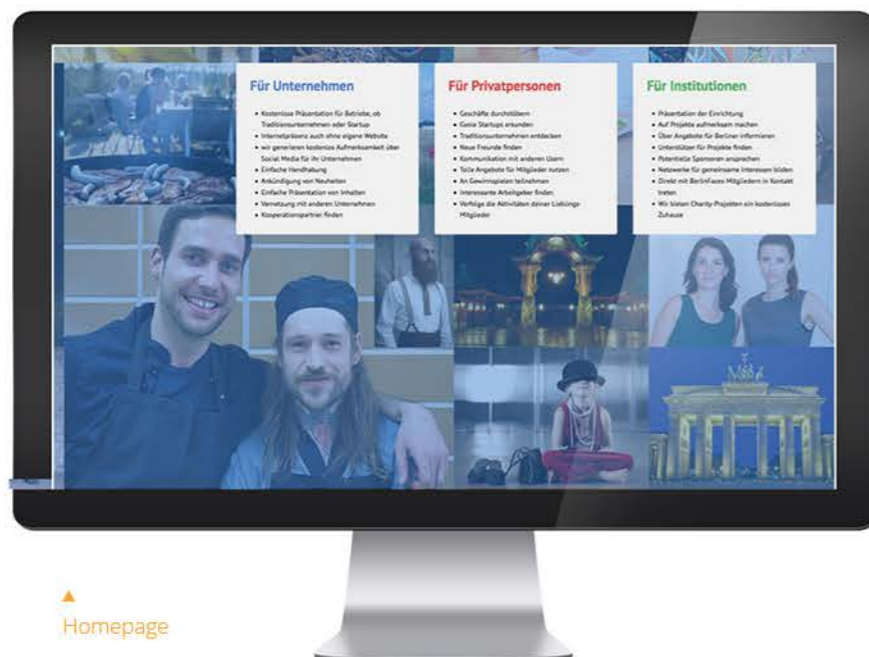 Für Unternehmen
• Kostenlose Präsentation für Betriebe, ob
Traditionsunternehmen oder Startup
• Internetpräsenz auch ohne eigene Website
• wir generieren kostenlos Aufmerksamkeit über
Social Media für ihr Unternehmen
• Einfache Handhabung
• Ankündigung von Neuheiten
• Einfache Präsentation von Inhalten
• Vernetzung mit anderen Unternehmen
• Kooperationspartner finden
Für Privatpersonen
• Geschäfte durchstöbern
• Coole Startups erkunden
• Traditionsunternehmen entdecken
• Neue Freunde finden
• Kommunikation mit anderen Usern
• Tolle Angebote für Mitglieder nutzen
• An Gewinnspielen teilnehmen
• Interessante Arbeitgeber finden
• Verfolge die Aktivitäten deiner Lieblings-
Mitglieder
Für Institutionen
• Präsentation der Einrichtung
• Auf Projekte aufmerksam machen
• Über Angebote für Berliner informieren
• Unterstützer für Projekte finden
• Potentielle Sponsoren ansprechen
• Netzwerke für gemeinsame Interessen bilden
• Direkt mit BerlinFaces Mitgliedern in Kontakt
treten
• Wir bieten Charity-Projekten ein kostenloses
Zuhause
Homepage